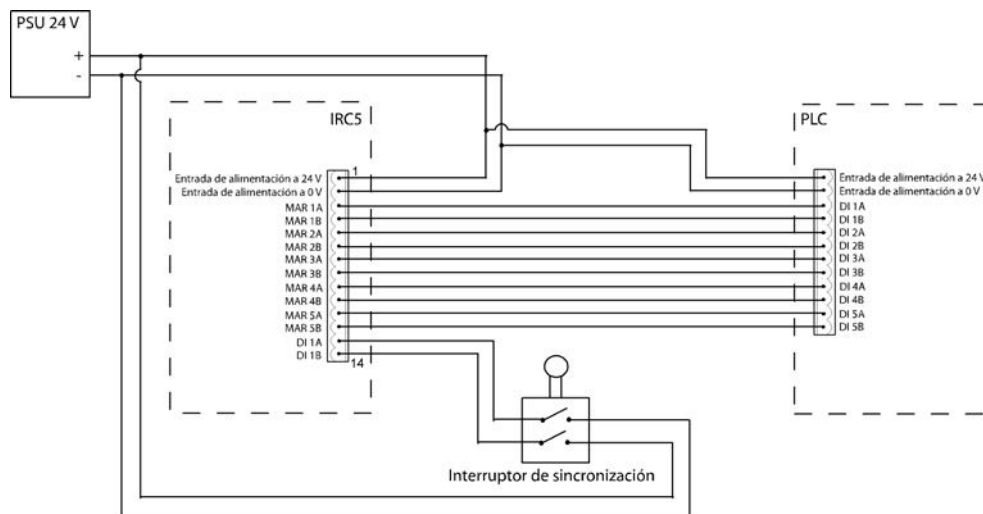 PSU 24 V
+
-
IRC5
PLC
1
Entrada de alimentación a 24 V
Entrada de alimentación a 0 V
MAR 1A
MAR 1B
MAR 2A
MAR 2B
MAR 3A
MAR 3B
MAR 4A
MAR 4B
MAR 5A
MAR 5B
DI 1A
DI 1B
14
Entrada de alimentación a 24 V
Entrada de alimentación a 0 V
DI 1A
DI 1B
DI 2A
DI 2B
DI 3A
DI 3B
DI 4A
DI 4B
DI 5A
DI 5B
Interruptor de sincronización